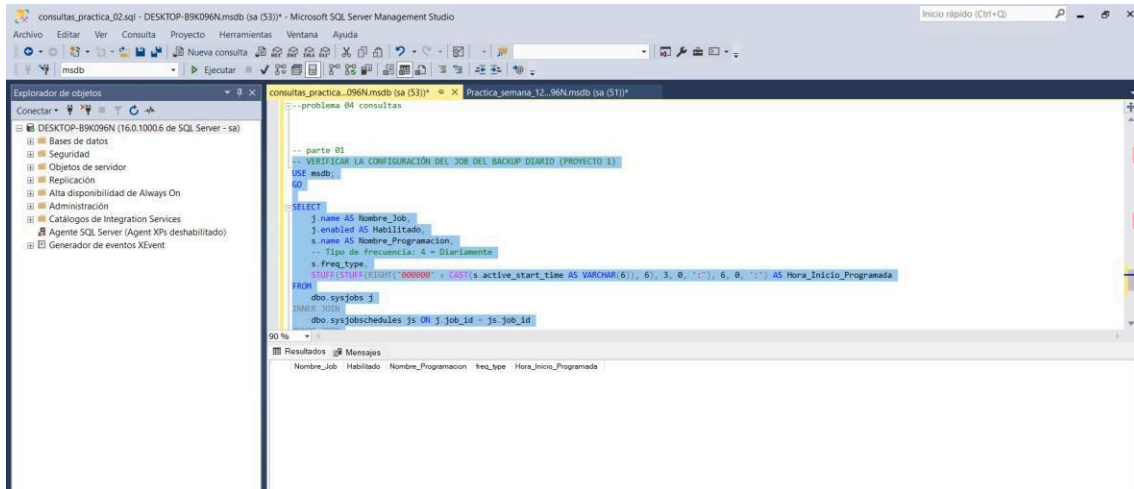 consultas_practica_02.sql - DESKTOP-B9K096N.msdb (sa (53))* - Microsoft SQL Server Management Studio
Inicio rápido (Ctrl+Q)
Archivo Editar Ver Consulta Proyecto Herramientas Ventana Ayuda
Nueva consulta
msdb
Ejecutar
Explorador de objetos
consultas_practica...096N.msdb (sa (53))*
Practica_semana_12...96N.msdb (sa (51))*
Conectar
DESKTOP-B9K096N (16.0.1000.6 de SQL Server - sa)
Bases de datos
Seguridad
Objetos de servidor
Replicación
Alta disponibilidad de Always On
Administración
Catálogos de Integration Services
Agente SQL Server (Agent XPs deshabilitado)
Generador de eventos XEvent
--problema 04 consultas
-- parte 01
-- VERIFICAR LA CONFIGURACIÓN DEL JOB DEL BACKUP DIARIO (PROYECTO 1)
USE msdb;
GO
SELECT
j.name AS Nombre_Job,
j.enabled AS Habilitado,
s.name AS Nombre_Programacion,
-- Tipo de frecuencia: 4 = Diariamente
s.freq_type,
STUFF(STUFF(RIGHT('000000' + CAST(s.active_start_time AS VARCHAR(6)), 6), 3, 0, ':'), 6, 0, ':') AS Hora_Inicio_Programada
FROM
dbo.sysjobs j
INNER JOIN
dbo.sysjobschedules js ON j.job_id = js.job_id
90 %
Resultados Mensajes
Nombre_Job Habilitado Nombre_Programacion freq_type Hora_Inicio_Programada